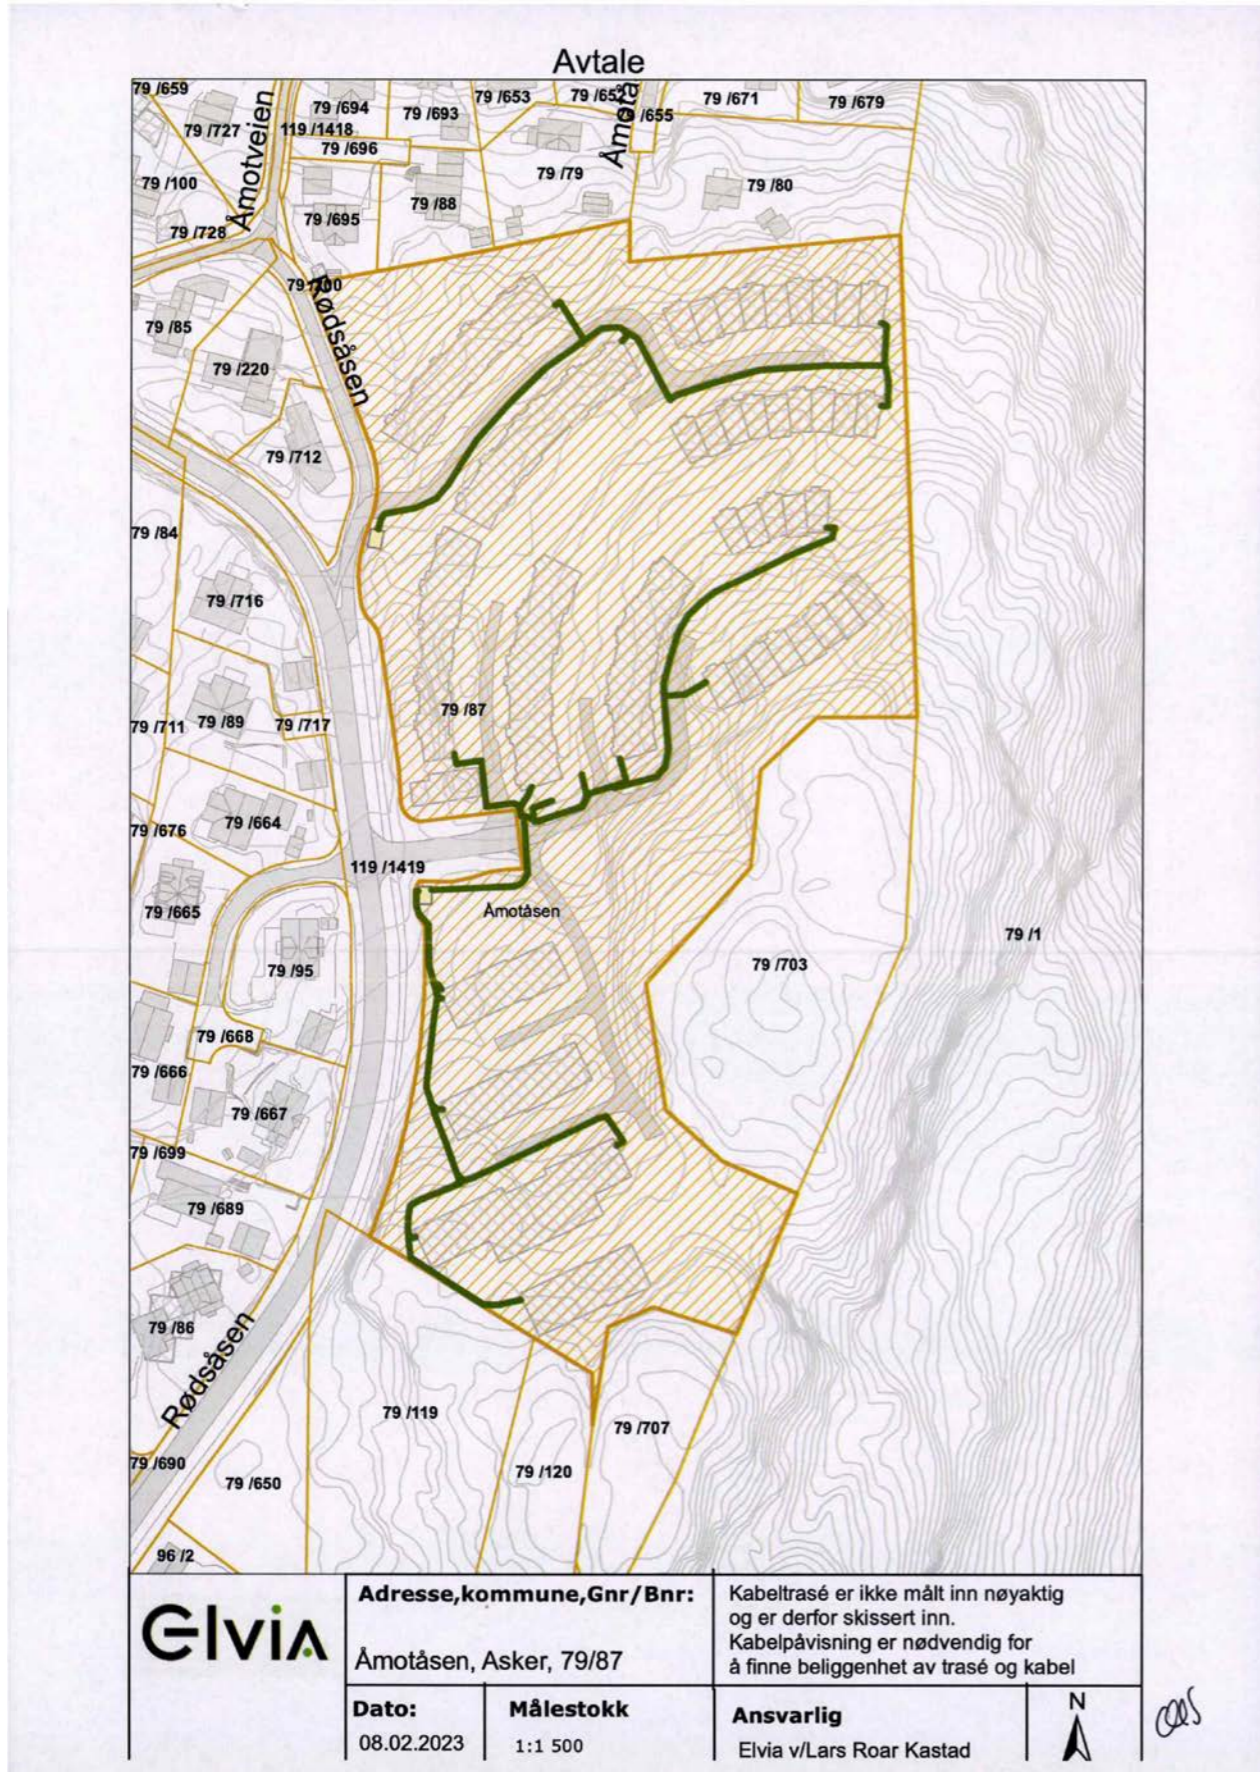 Avtale
79 /659
79 /727
Åmotveien
119 /1418
79 /694
79 /693
79 /653
79 /652
79 /655
79 /671
79 /679
79 /696
79 /100
79 /695
79 /88
79 /79
79 /80
79 /728
Rødsåsen
79 /85
79 /220
79 /712
79 /84
79 /716
79 /87
79 /711
79 /89
79 /717
79 /676
79 /664
119 /1419
79 /665
Åmotåsen
79 /1
79 /95
79 /703
79 /668
79 /666
79 /667
79 /699
79 /689
79 /86
Rødsåsen
79 /119
79 /707
79 /690
79 /650
79 /120
96 /2
Elvia
Adresse,kommune,Gnr/Bnr:
Åmotåsen, Asker, 79/87
Kabeltrasé er ikke målt inn nøyaktig
og er derfor skissert inn.
Kabelpåvisning er nødvendig for
å finne beliggenhet av trasé og kabel
Dato:
08.02.2023
Målestokk
1:1 500
Ansvarlig
Elvia v/Lars Roar Kastad
N